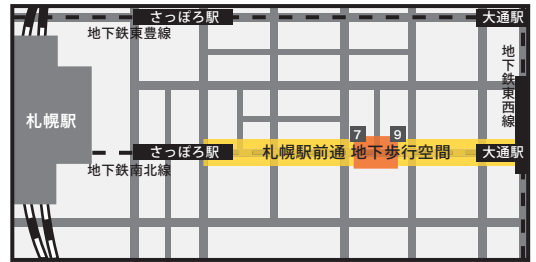 さっぽろ駅
大通駅
地下鉄東豊線
地下鉄東西線
札幌駅
7
9
さっぽろ駅
札幌駅前通 地下歩行空間
大通駅
地下鉄南北線